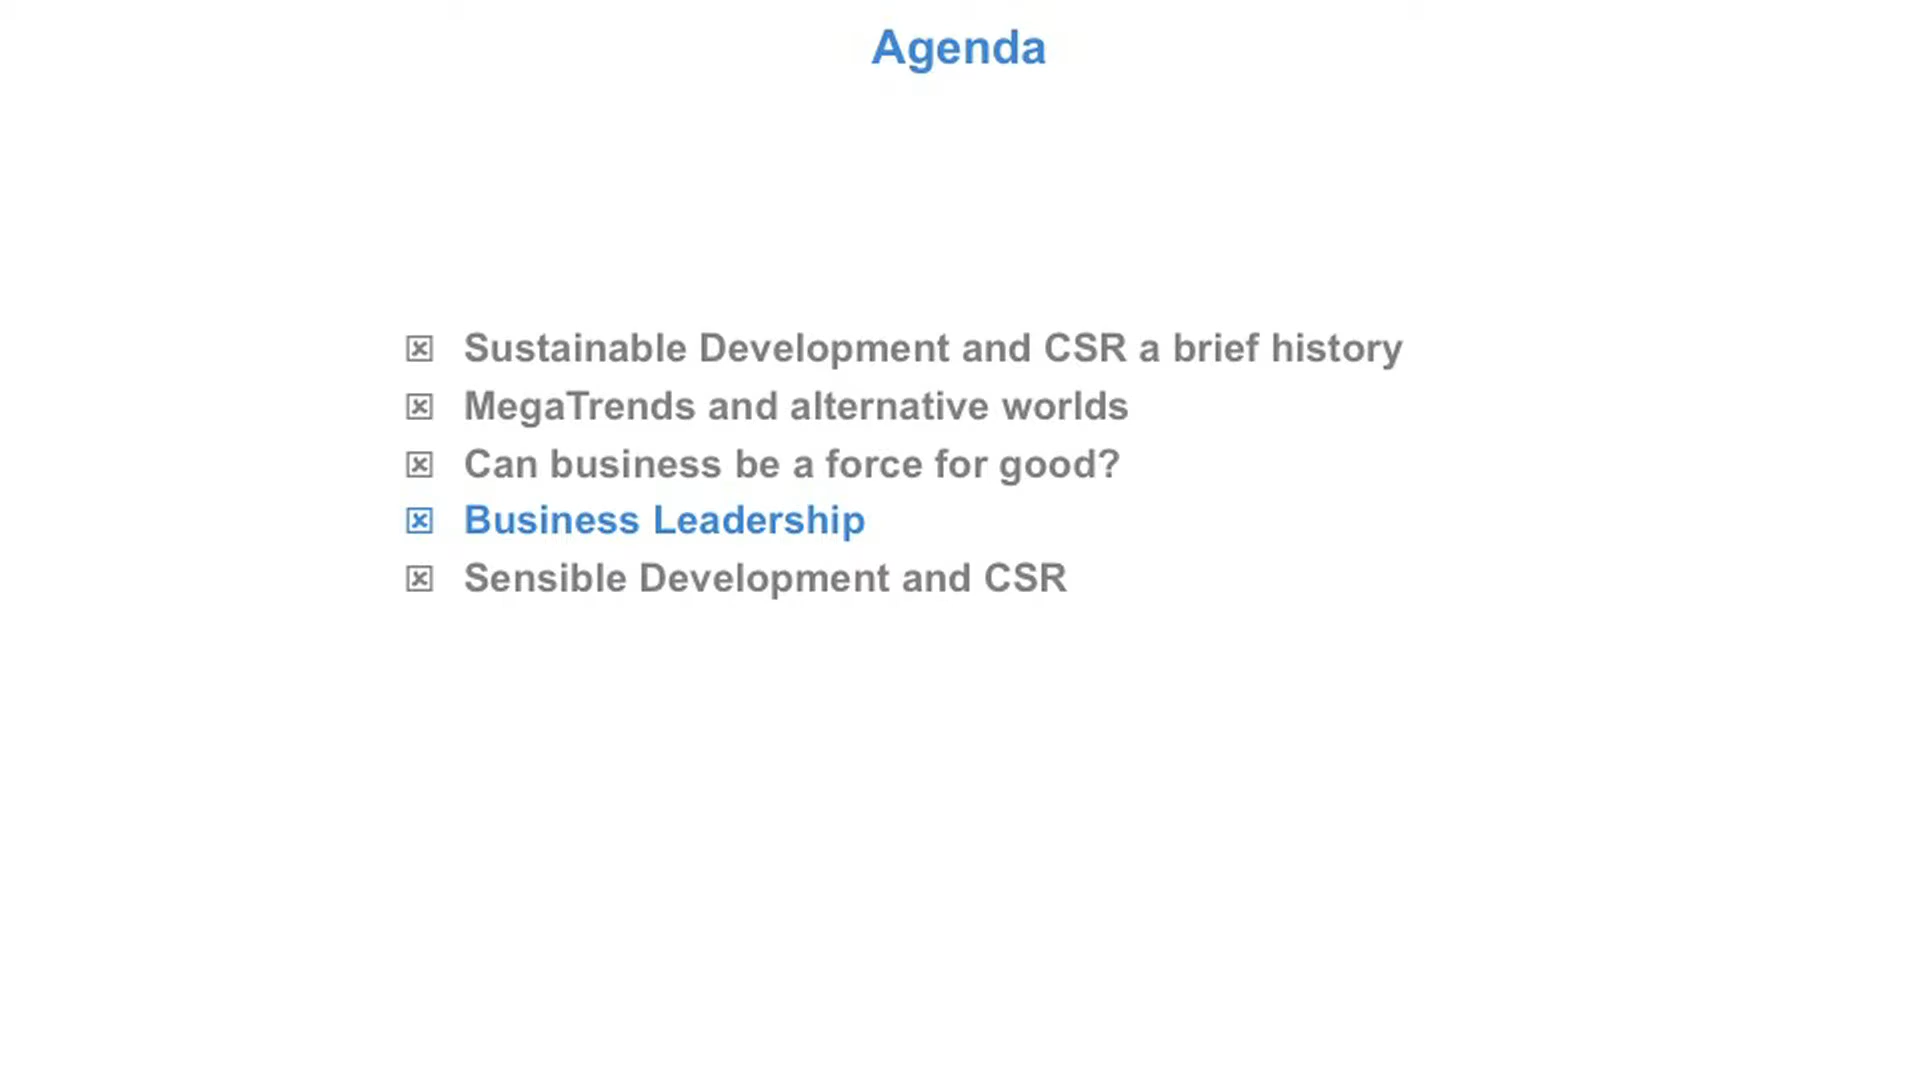 Agenda
☒ Sustainable Development and CSR a brief history
☒ MegaTrends and alternative worlds
☒ Can business be a force for good?
☒ Business Leadership
☒ Sensible Development and CSR